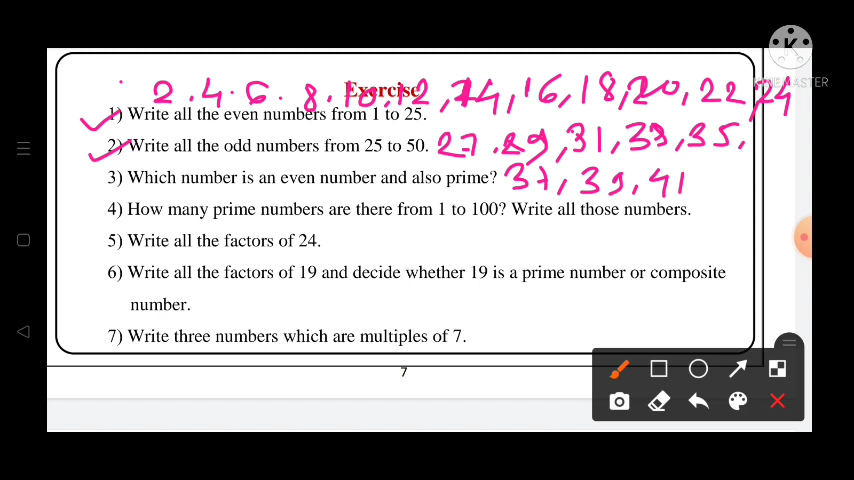 Exercise
2, 4, 6, 8, 10, 12, 14, 16, 18, 20, 22, 24
1) Write all the even numbers from 1 to 25.
2) Write all the odd numbers from 25 to 50. 27, 29, 31, 33, 35,
3) Which number is an even number and also prime? 37, 39, 41
4) How many prime numbers are there from 1 to 100? Write all those numbers.
5) Write all the factors of 24.
6) Write all the factors of 19 and decide whether 19 is a prime number or composite
number.
7) Write three numbers which are multiples of 7.
7
K